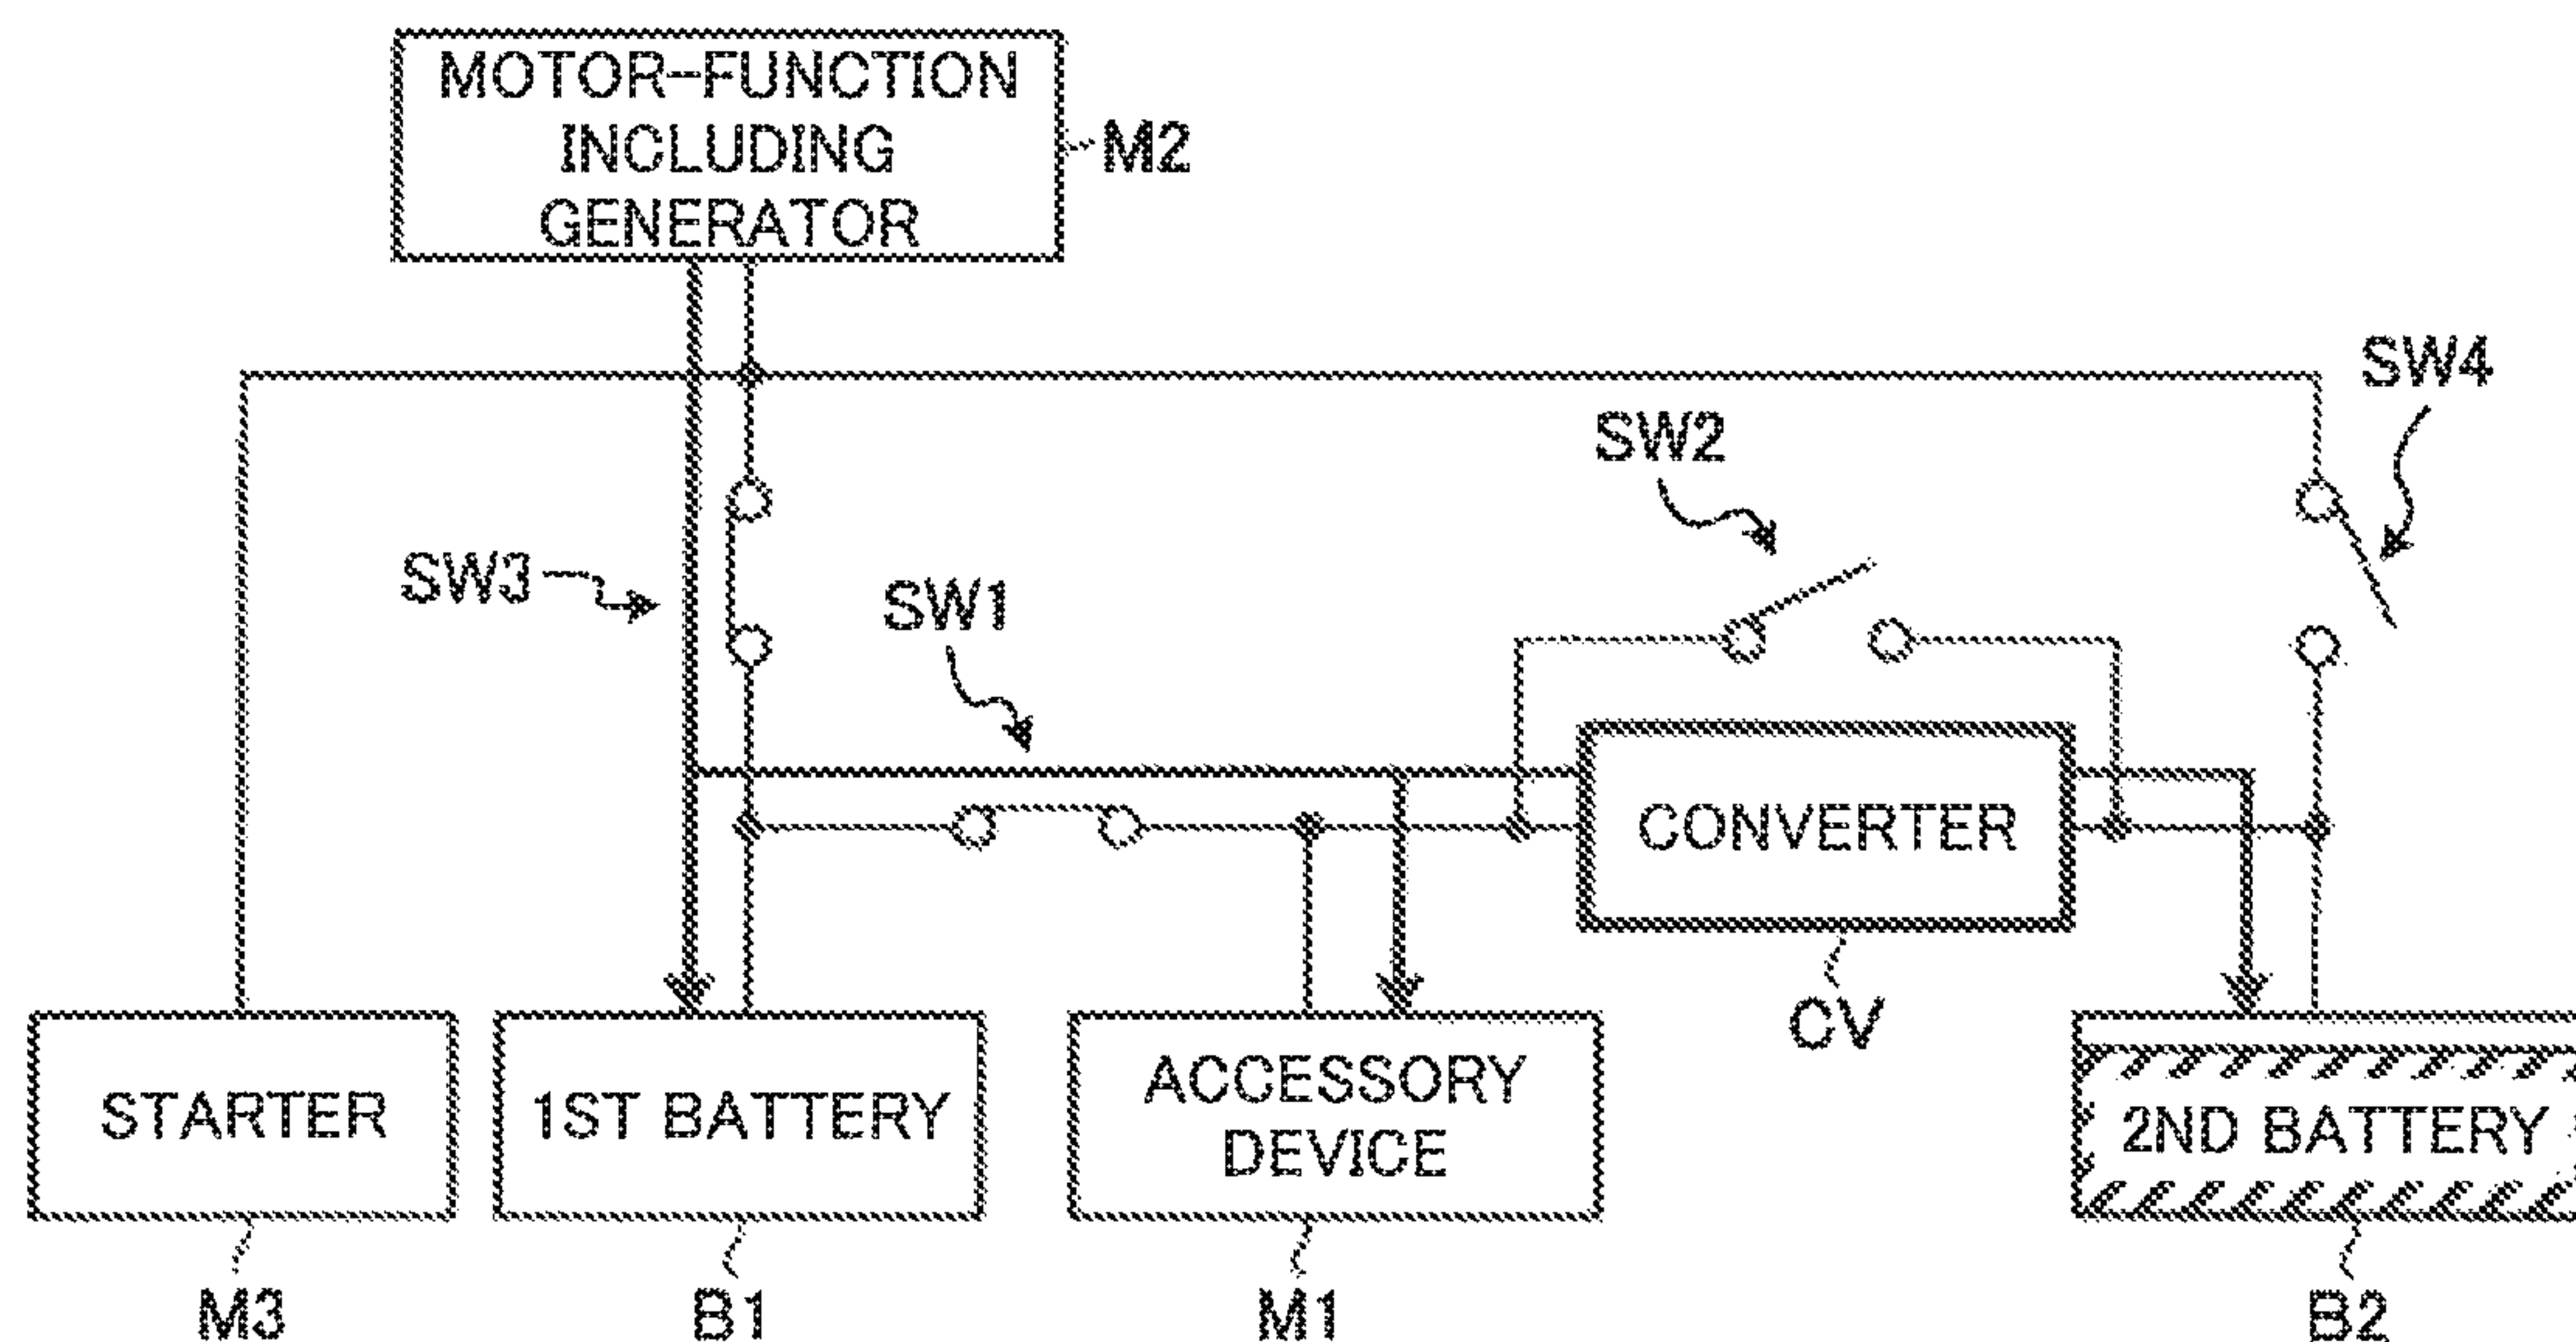 MOTOR-FUNCTION
INCLUDING
GENERATOR
M2
SW4
SW2
SW3
SW1
CONVERTER
CV
STARTER
1ST BATTERY
ACCESSORY
DEVICE
2ND BATTERY
M3
B1
M1
B2